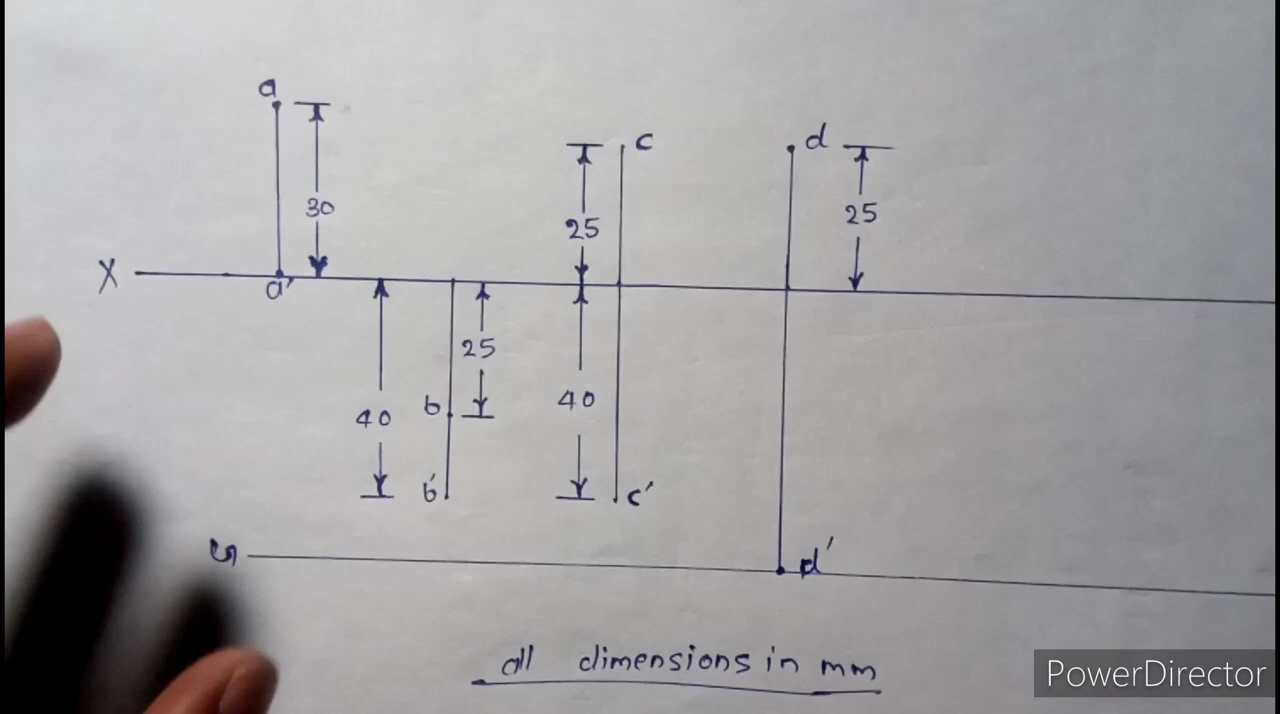 a
30
c
25
d
25
X
a'
25
40
b
40
b'
c'
d'
all dimensions in mm
PowerDirector